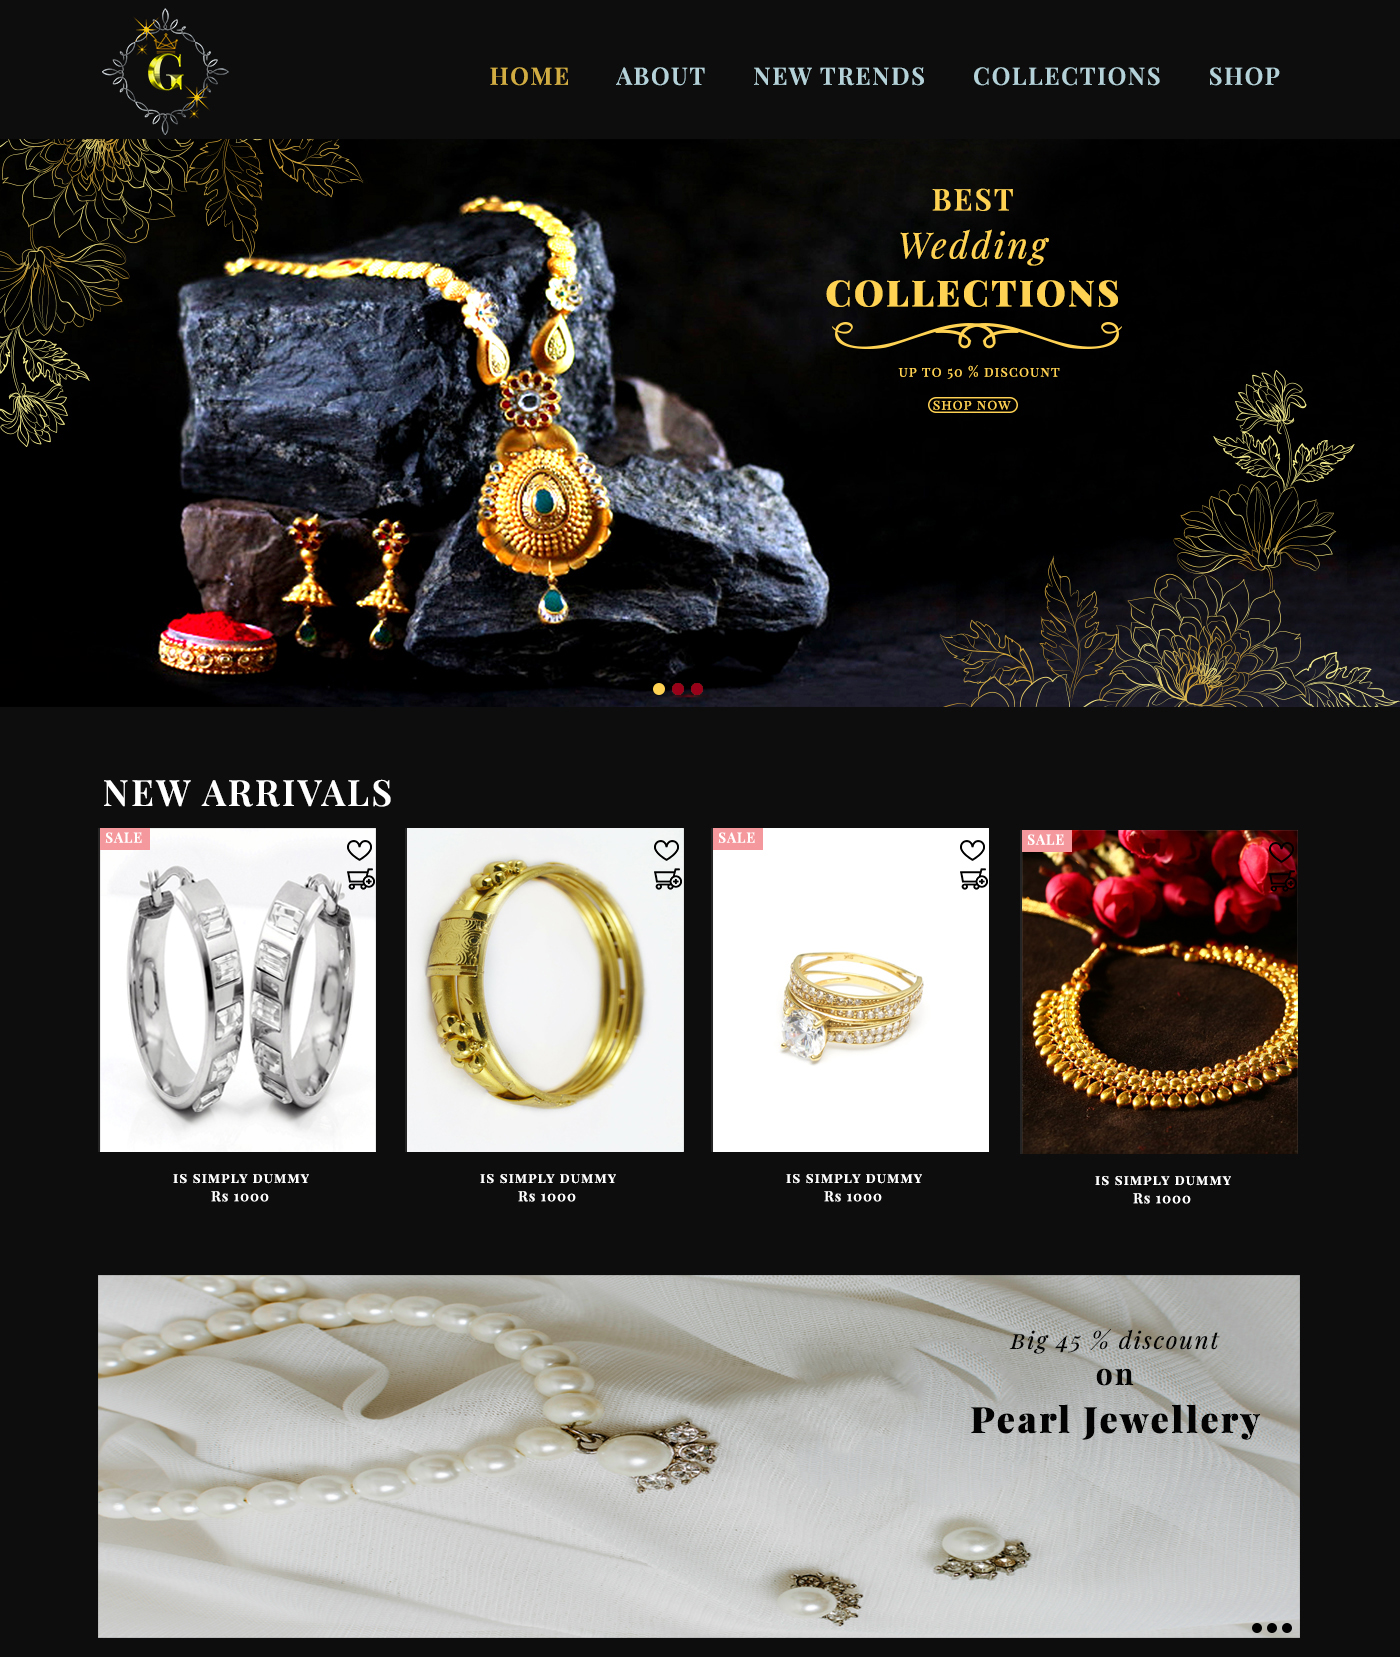 G
HOME ABOUT NEW TRENDS COLLECTIONS SHOP
BEST
Wedding
COLLECTIONS
UP TO 50 % DISCOUNT
SHOP NOW
NEW ARRIVALS
SALE
SALE
SALE
IS SIMPLY DUMMY
Rs 1000
IS SIMPLY DUMMY
Rs 1000
IS SIMPLY DUMMY
Rs 1000
IS SIMPLY DUMMY
Rs 1000
Big 45 % discount
on
Pearl Jewellery